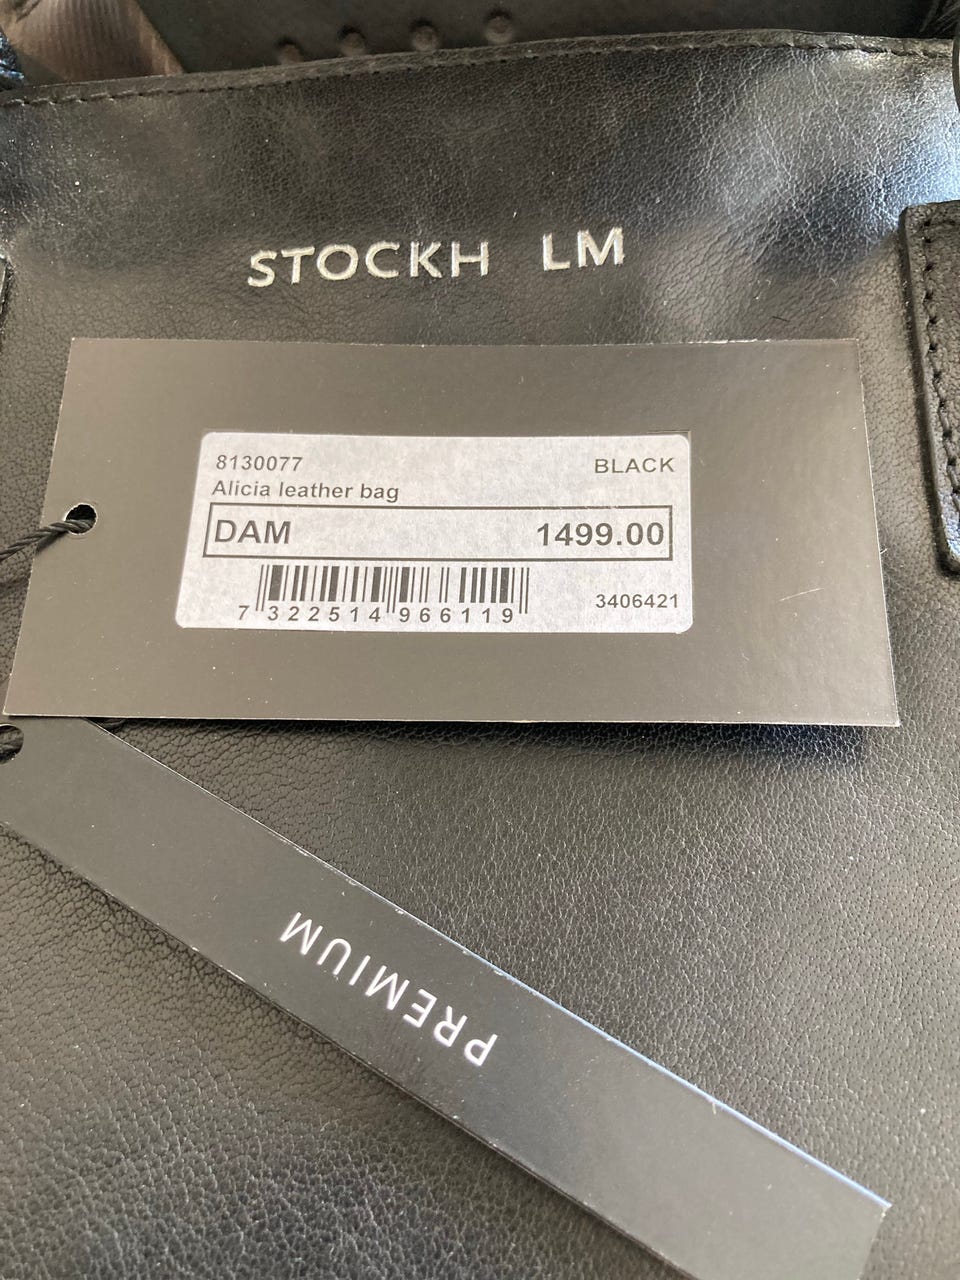 STOCKH LM
8130077 BLACK
Alicia leather bag
DAM 1499.00
7 322514 966119 3406421
PREMIUM